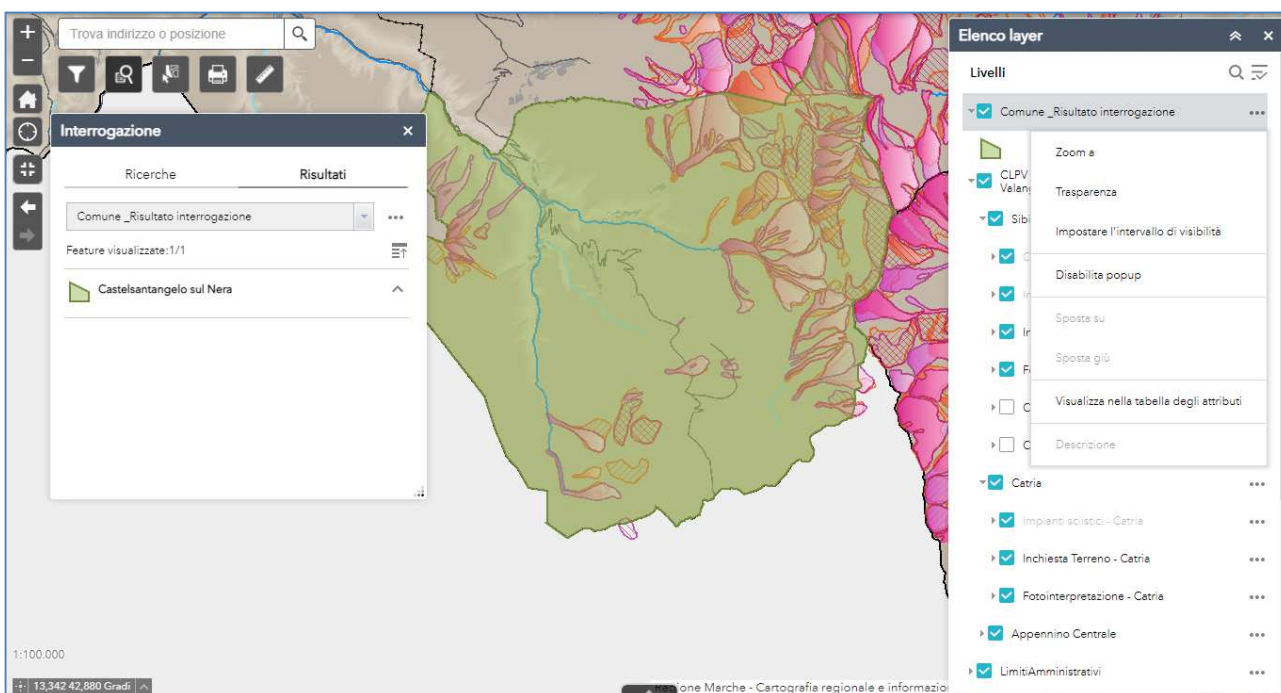 Trova indirizzo o posizione
Interrogazione
Ricerche
Risultati
Comune _Risultato interrogazione
Feature visualizzate:1/1
Castelsantangelo sul Nera
1:100.000
13,342 42,880 Gradi
Regione Marche - Cartografia regionale e informazio
Elenco layer
Livelli
Comune _Risultato interrogazione
CLPV
Valang
Sibi
Zoom a
Trasparenza
Impostare l'intervallo di visibilità
Disabilita popup
Sposta su
Sposta giù
Visualizza nella tabella degli attributi
Descrizione
Catria
Impianti sciistici - Catria
Inchiesta Terreno - Catria
Fotointerpretazione - Catria
Appennino Centrale
LimitiAmministrativi